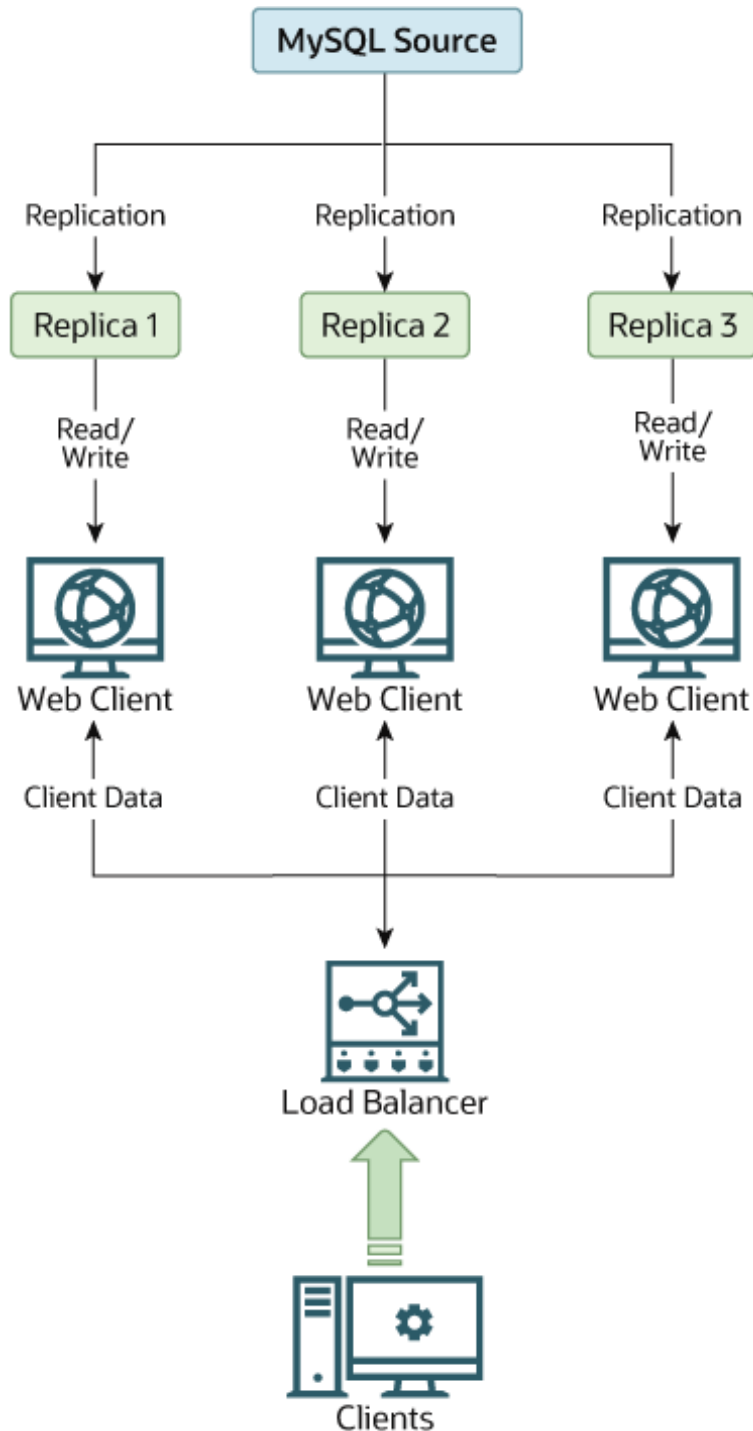 MySQL Source
Replication
Replication
Replication
Replica 1
Replica 2
Replica 3
Read/
Write
Read/
Write
Read/
Write
Web Client
Web Client
Web Client
Client Data
Client Data
Client Data
Load Balancer
Clients